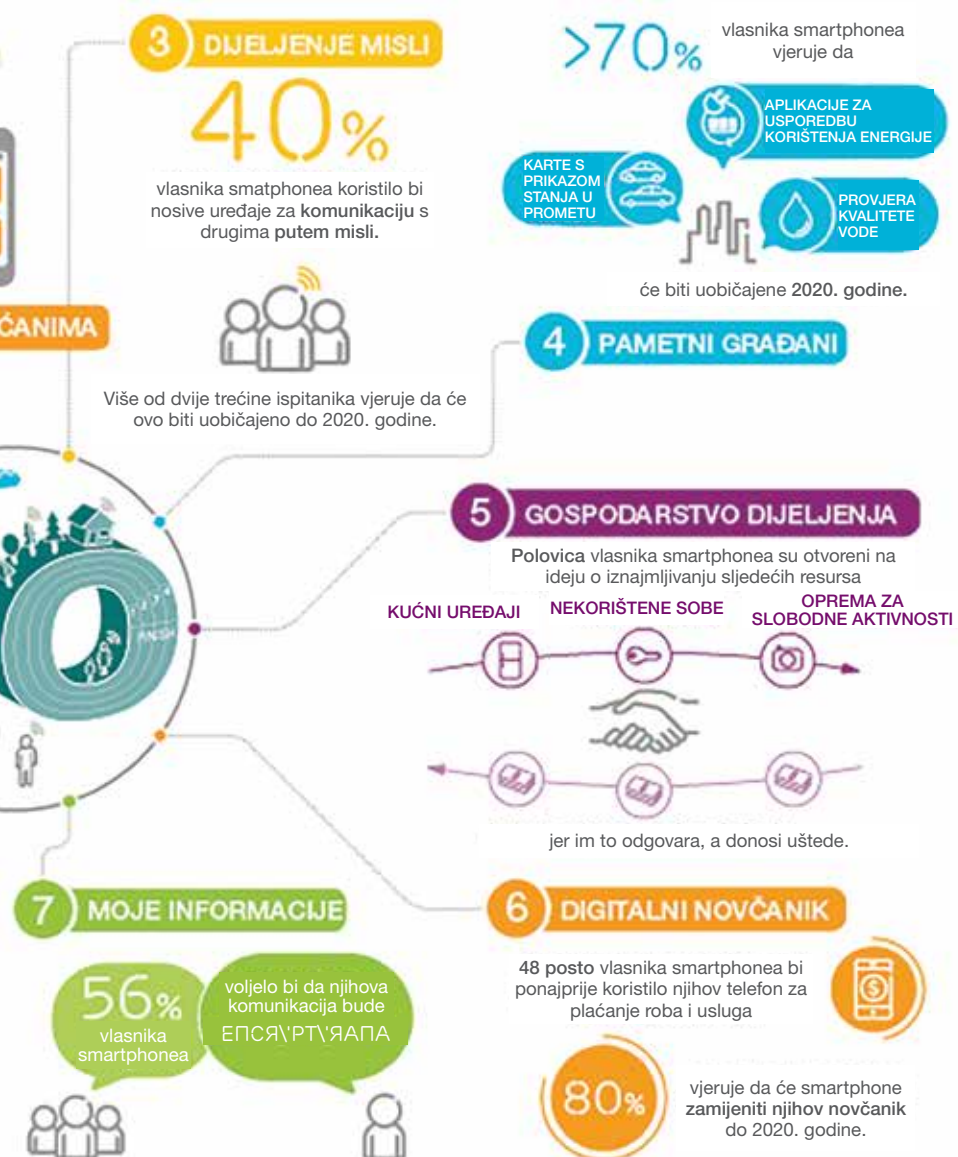 3 DIJELJENJE MISLI
40%
vlasnika smatphonea koristilo bi
nosive uređaje za komunikaciju s
drugima putem misli.
Više od dvije trećine ispitanika vjeruje da će
ovo biti uobičajeno do 2020. godine.
ĆANIMA
>70% vlasnika smartphonea
vjeruje da
APLIKACIJE ZA
USPOREDBU
KORIŠTENJA ENERGIJE
KARTE S
PRIKAZOM
STANJA U
PROMETU
PROVJERA
KVALITETE
VODE
će biti uobičajene 2020. godine.
4 PAMETNI GRAĐANI
5 GOSPODARSTVO DIJELJENJA
Polovica vlasnika smartphonea su otvoreni na
ideju o iznajmljivanju sljedećih resursa
KUĆNI UREĐAJI
NEKORIŠTENE SOBE
OPREMA ZA
SLOBODNE AKTIVNOSTI
jer im to odgovara, a donosi uštede.
6 DIGITALNI NOVČANIK
48 posto vlasnika smartphonea bi
ponajprije koristilo njihov telefon za
plaćanje roba i usluga
80%
vjeruje da će smartphone
zamijeniti njihov novčanik
do 2020. godine.
7 MOJE INFORMACIJE
56%
vlasnika
smartphonea
voljelo bi da njihova
komunikacija bude
ЕПСЯ\'PT\'ЯАПА